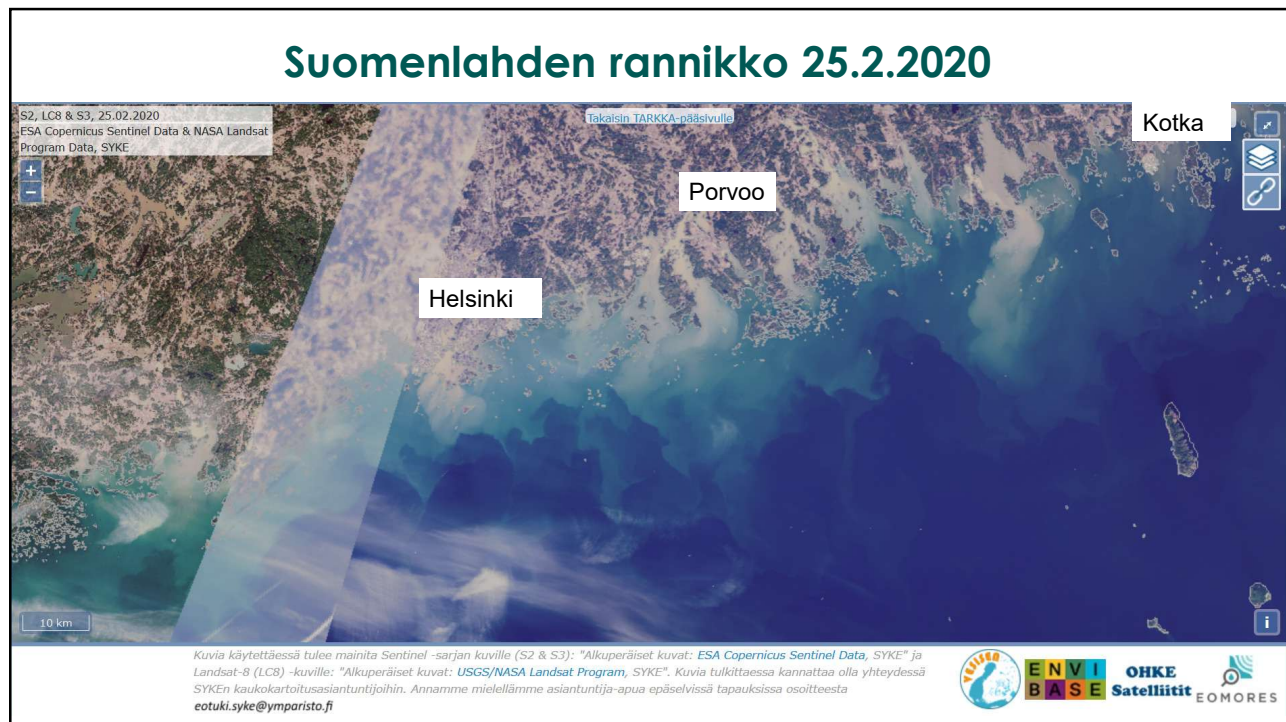 Suomenlahden rannikko 25.2.2020
S2, LC8 & S3, 25.02.2020
ESA Copernicus Sentinel Data & NASA Landsat
Program Data, SYKE
Takaisin TARKKA-pääsivulle
Kotka
+
−
Porvoo
Helsinki
10 km
i
Kuvia käytettäessä tulee mainita Sentinel -sarjan kuville (S2 & S3): "Alkuperäiset kuvat: ESA Copernicus Sentinel Data, SYKE" ja
Landsat-8 (LC8) -kuville: "Alkuperäiset kuvat: USGS/NASA Landsat Program, SYKE". Kuvia tulkittaessa kannattaa olla yhteydessä
SYKEn kaukokartoitusasiantuntijoihin. Annamme mielellämme asiantuntija-apua epäselvissä tapauksissa osoitteesta
eotuki.syke@ymparisto.fi
ENVI
BASE
OHKE
Satelliitit
EOMORES